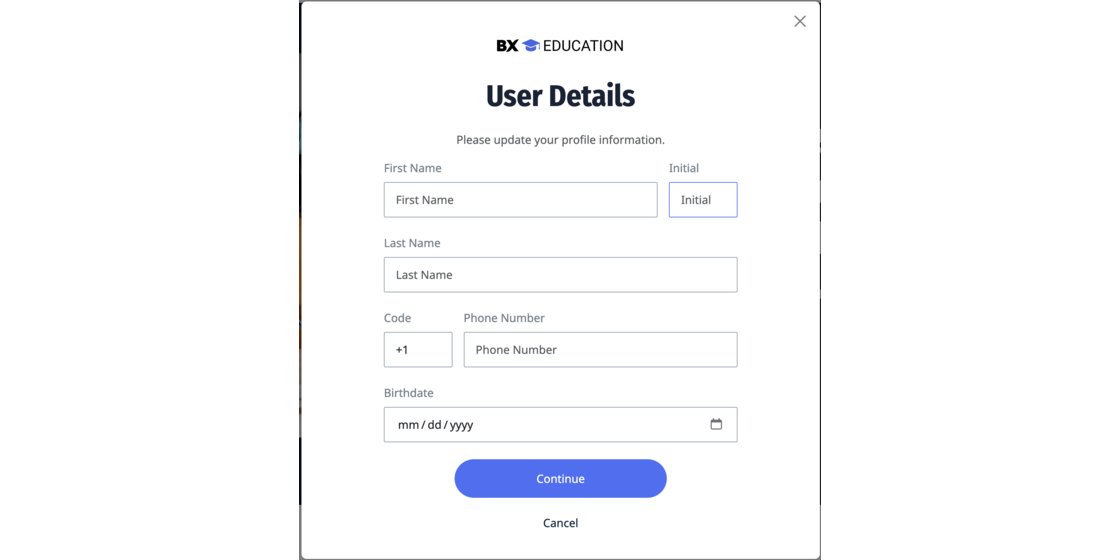 BX EDUCATION
User Details
Please update your profile information.
First Name Initial
First Name Initial
Last Name
Last Name
Code Phone Number
+1 Phone Number
Birthdate
mm/dd/yyyy
Continue
Cancel